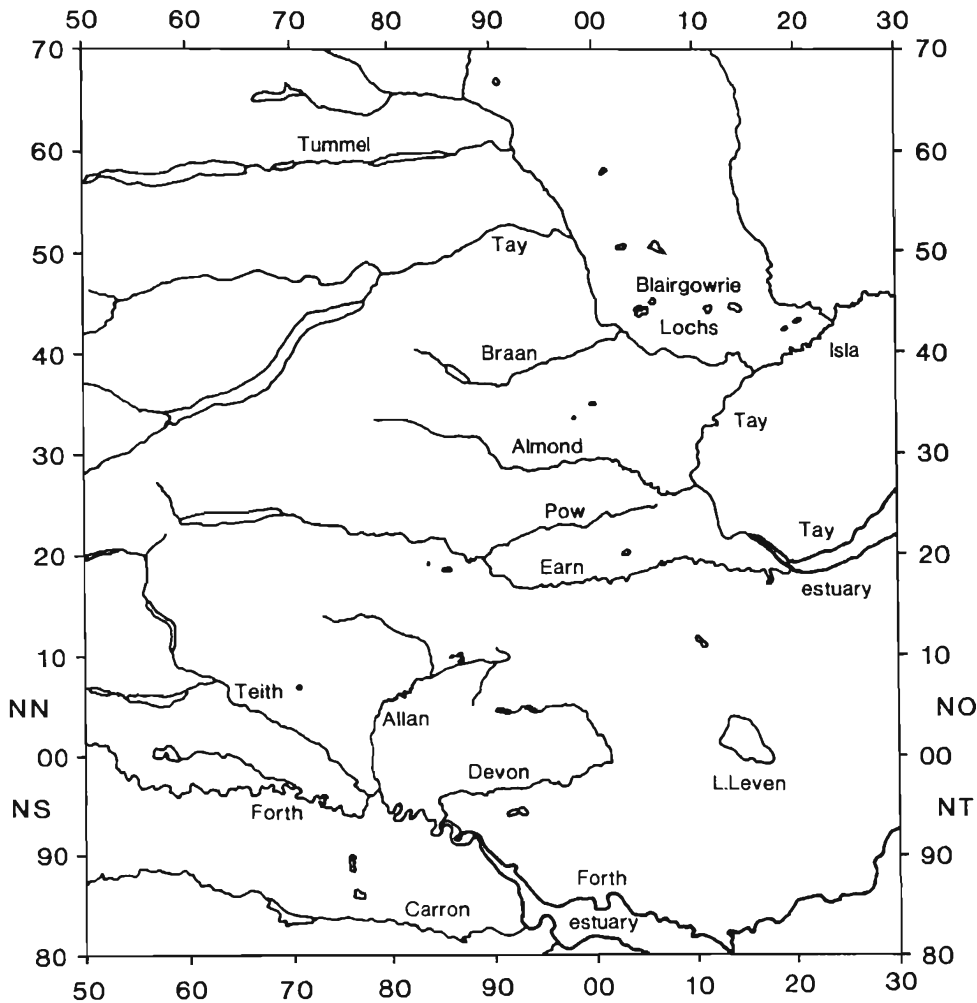 50 60 70 80 90 00 10 20 30
70 70
60 Tummel 60
50 Tay 50
Blairgowrie
Lochs
40 Braan Isla 40
Tay
30 Almond 30
Pow
Tay
20 Earn 20
estuary
10 10
Teith
NN Allan NO
00 Devon 00
L.Leven
NS Forth NT
90 90
Forth
Carron estuary
80 80
50 60 70 80 90 00 10 20 30